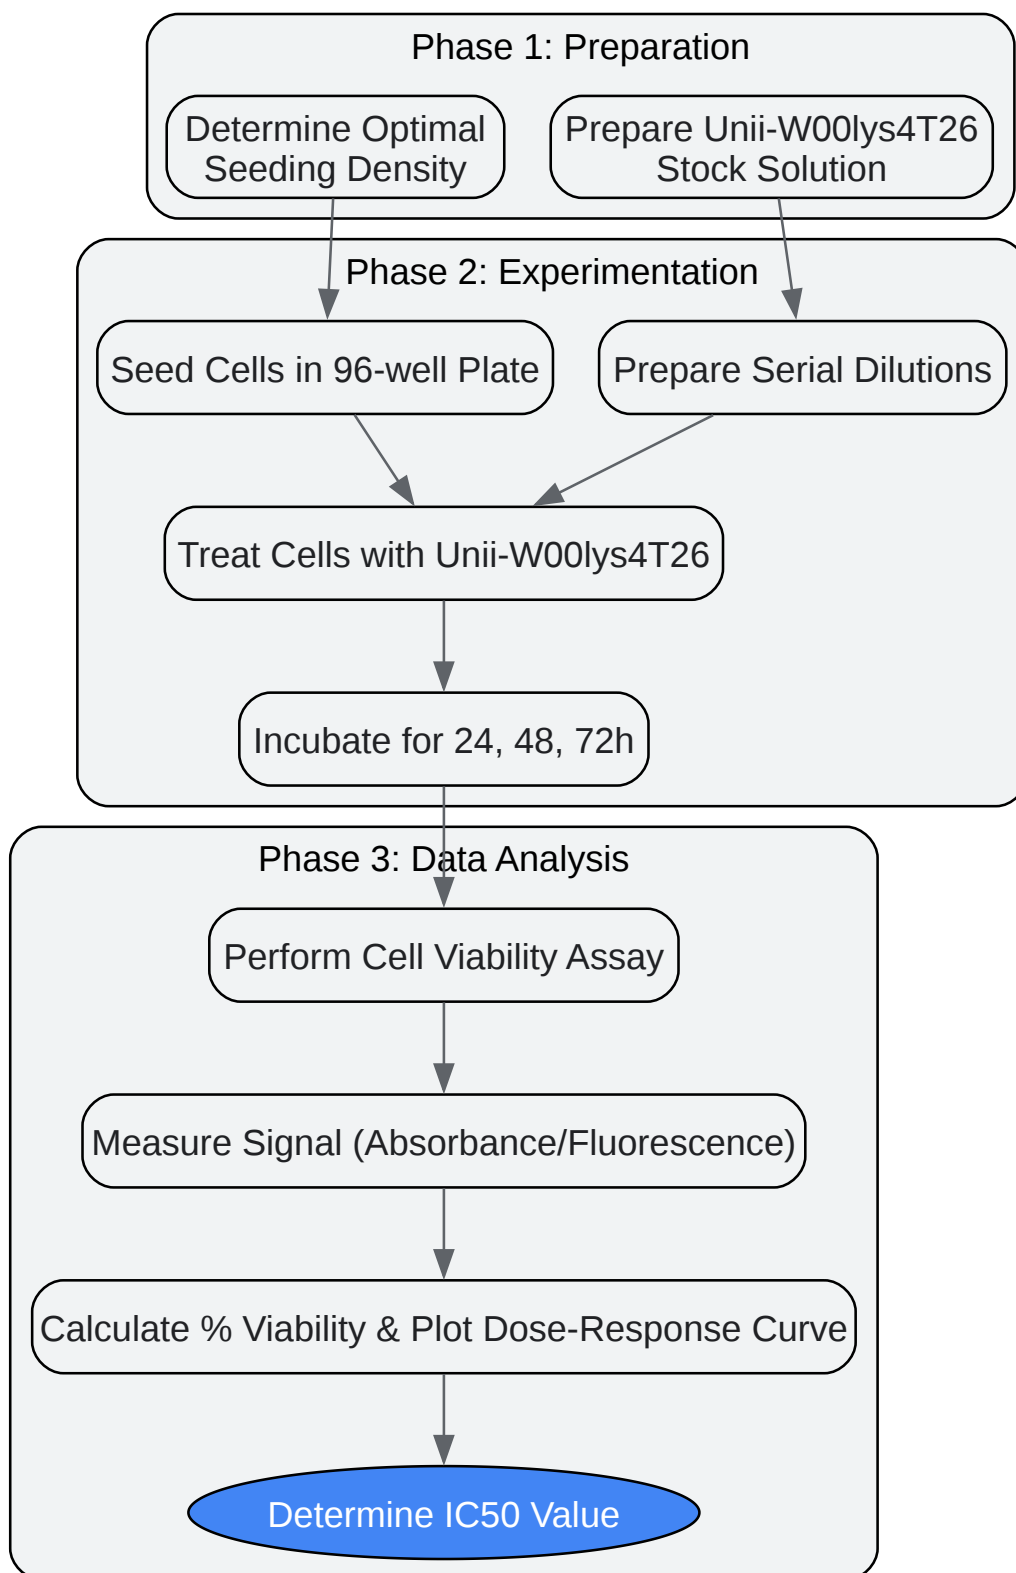 Phase 1: Preparation
Determine Optimal
Seeding Density
Prepare Unii-W00lys4T26
Stock Solution
Phase 2: Experimentation
Seed Cells in 96-well Plate
Prepare Serial Dilutions
Treat Cells with Unii-W00lys4T26
Incubate for 24, 48, 72h
Phase 3: Data Analysis
Perform Cell Viability Assay
Measure Signal (Absorbance/Fluorescence)
Calculate % Viability & Plot Dose-Response Curve
Determine IC50 Value